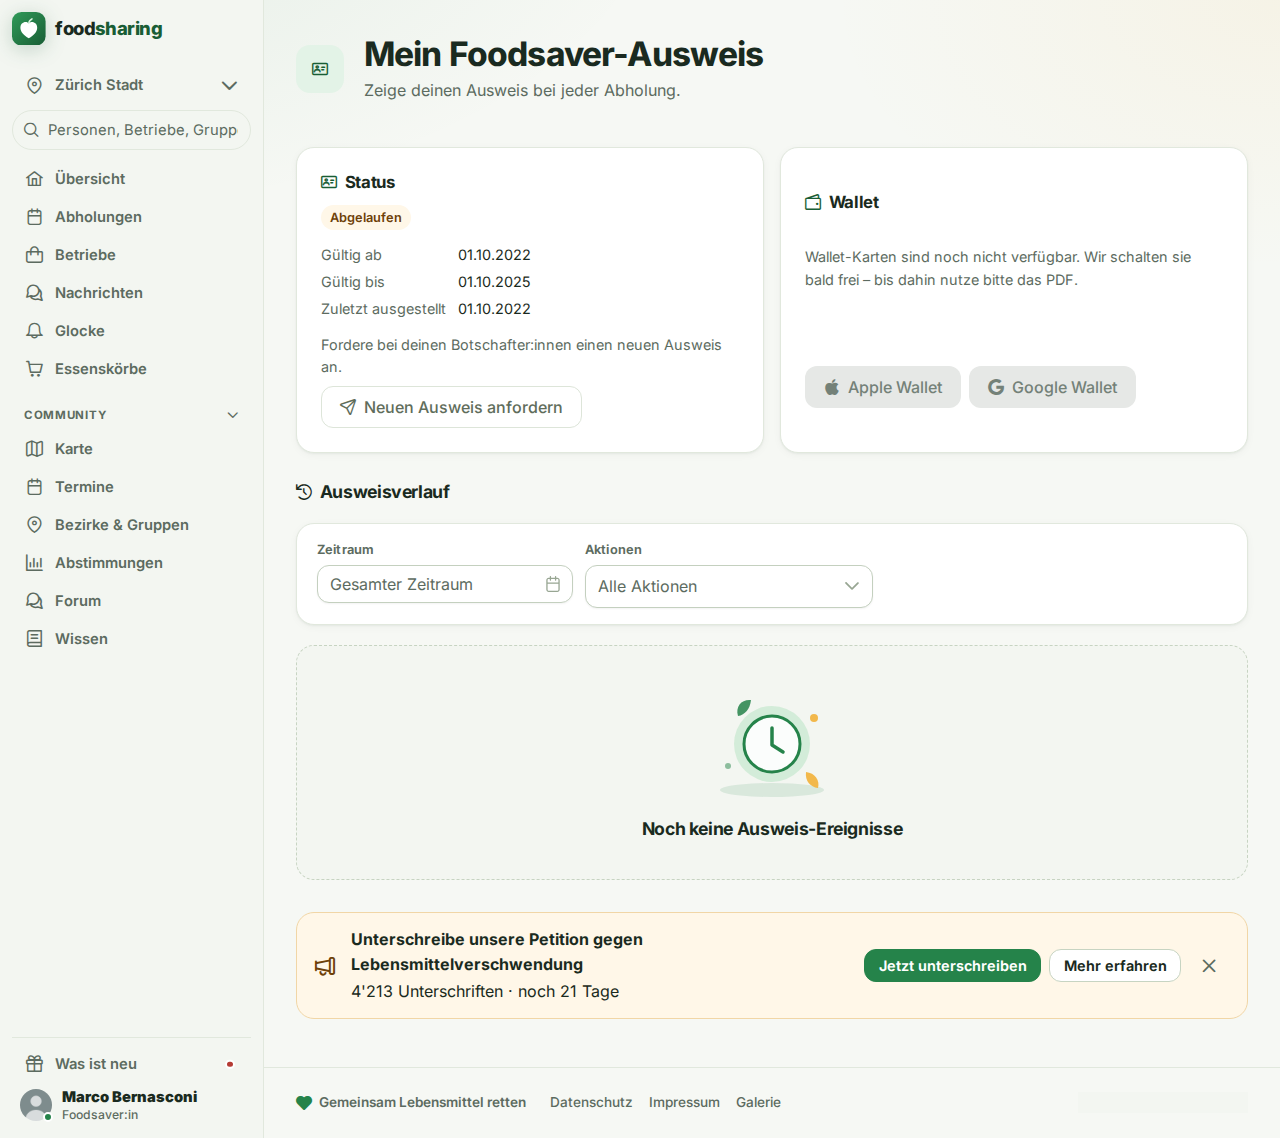 foodsharing
Zürich Stadt
Personen, Betriebe, Grupp
Übersicht
Abholungen
Betriebe
Nachrichten
Glocke
Essenskörbe
COMMUNITY
Karte
Termine
Bezirke & Gruppen
Abstimmungen
Forum
Wissen
Was ist neu
Marco Bernasconi
Foodsaver:in
Mein Foodsaver-Ausweis
Zeige deinen Ausweis bei jeder Abholung.
Status
Abgelaufen
Gültig ab 01.10.2022
Gültig bis 01.10.2025
Zuletzt ausgestellt 01.10.2022
Fordere bei deinen Botschafter:innen einen neuen Ausweis
an.
Neuen Ausweis anfordern
Wallet
Wallet-Karten sind noch nicht verfügbar. Wir schalten sie
bald frei – bis dahin nutze bitte das PDF.
Apple Wallet Google Wallet
Ausweisverlauf
Zeitraum Aktionen
Gesamter Zeitraum Alle Aktionen
Noch keine Ausweis-Ereignisse
Unterschreibe unsere Petition gegen
Lebensmittelverschwendung
4'213 Unterschriften · noch 21 Tage
Jetzt unterschreiben Mehr erfahren
Gemeinsam Lebensmittel retten Datenschutz Impressum Galerie